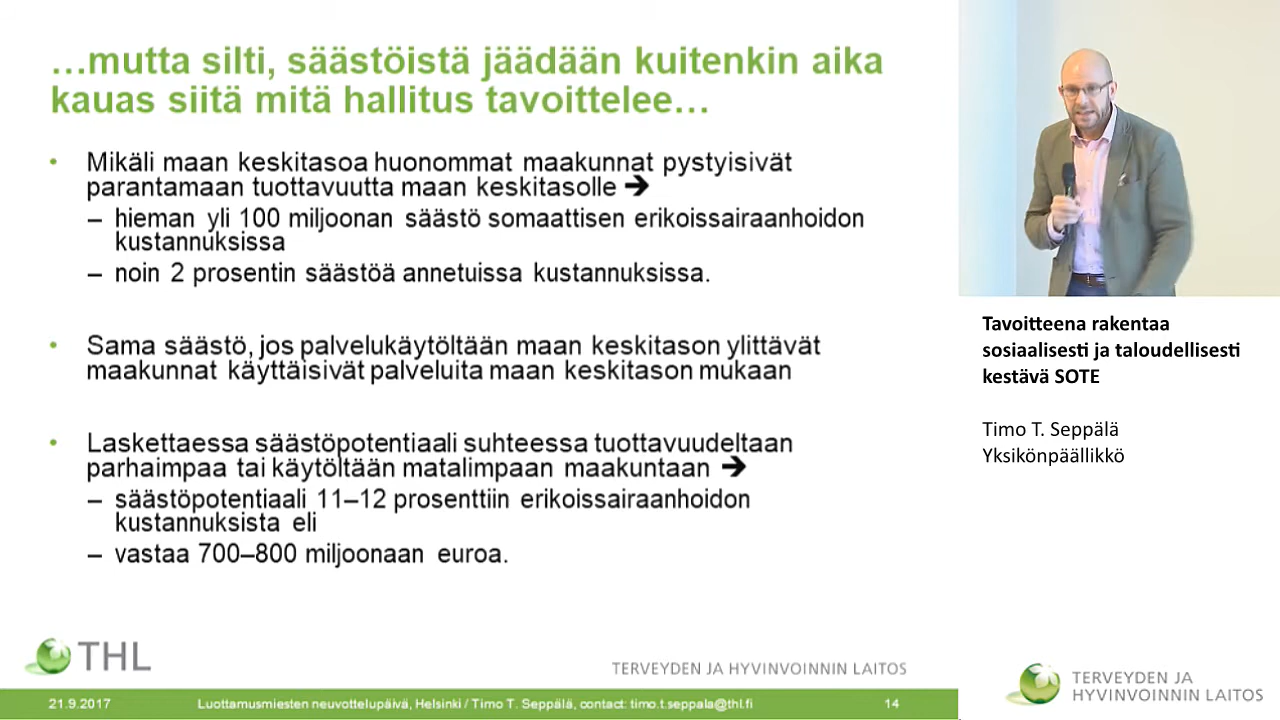 …mutta silti, säästöistä jäädään kuitenkin aika
kauas siitä mitä hallitus tavoittelee…
• Mikäli maan keskitasoa huonommat maakunnat pystyisivät
parantamaan tuottavuutta maan keskitasolle ➔
– hieman yli 100 miljoonan säästö somaattisen erikoissairaanhoidon
kustannuksissa
– noin 2 prosentin säästöä annetuissa kustannuksissa.
• Sama säästö, jos palvelukäytöltään maan keskitason ylittävät
maakunnat käyttäisivät palveluita maan keskitason mukaan
• Laskettaessa säästöpotentiaali suhteessa tuottavuudeltaan
parhaimpaa tai käytöltään matalimpaan maakuntaan ➔
– säästöpotentiaali 11–12 prosenttiin erikoissairaanhoidon
kustannuksista eli
– vastaa 700–800 miljoonaan euroa.
THL
TERVEYDEN JA HYVINVOINNIN LAITOS
21.9.2017 Luottamusmiesten neuvottelupäivä, Helsinki / Timo T. Seppälä, contact: timo.t.seppala@thl.fi 14
Tavoitteena rakentaa
sosiaalisesti ja taloudellisesti
kestävä SOTE
Timo T. Seppälä
Yksikönpäällikkö
TERVEYDEN JA
HYVINVOINNIN LAITOS